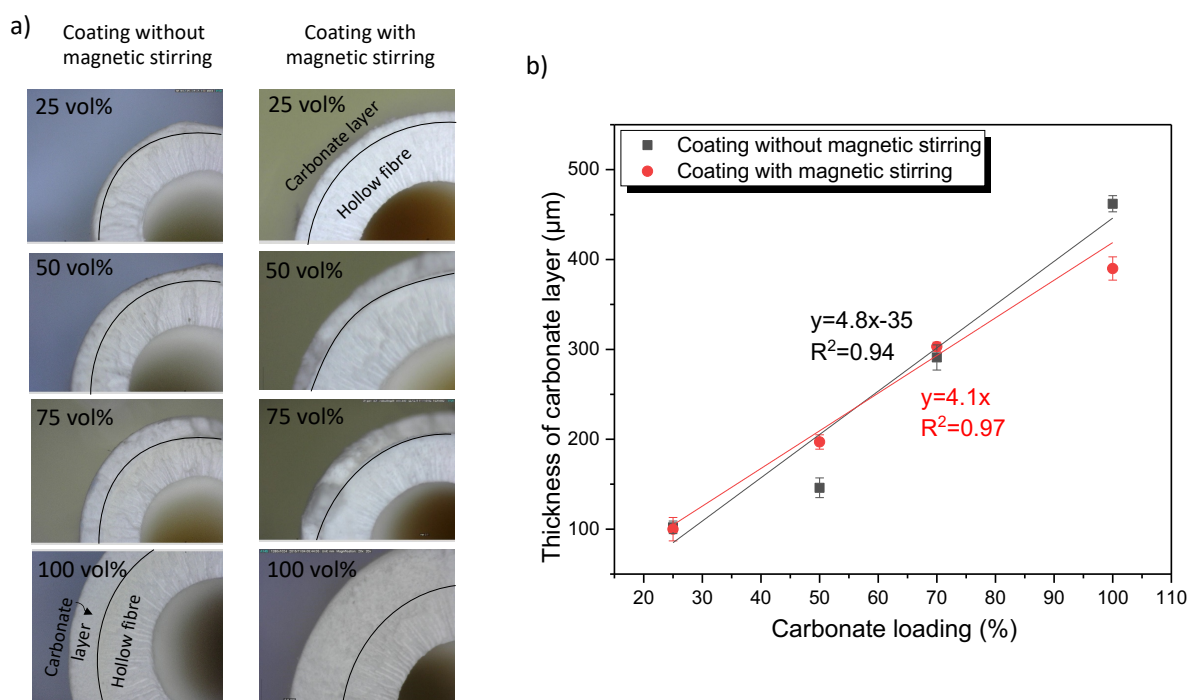 a)
Coating without
magnetic stirring
Coating with
magnetic stirring
25 vol%
25 vol%
Carbonate layer
Hollow fibre
50 vol%
50 vol%
75 vol%
75 vol%
100 vol%
Carbonate
layer
Hollow fibre
100 vol%
b)
Coating without magnetic stirring
Coating with magnetic stirring
Thickness of carbonate layer (µm)
500
400
300
200
100
y=4.8x-35
R²=0.94
y=4.1x
R²=0.97
20 30 40 50 60 70 80 90 100 110
Carbonate loading (%)